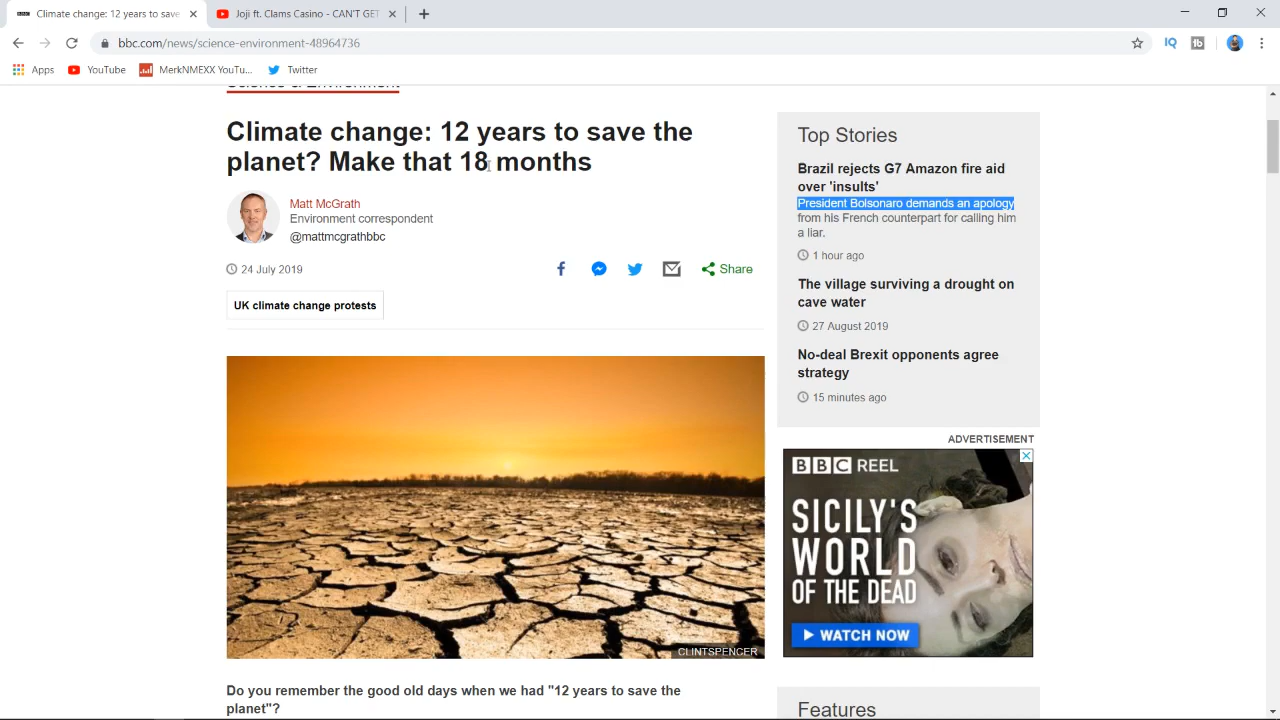 Climate change: 12 years to save
Joji ft. Clams Casino - CAN'T GET
bbc.com/news/science-environment-48964736
IQ
tb
Apps
YouTube
MerkNMEXX YouTu...
Twitter
Science & Environment
Climate change: 12 years to save the
planet? Make that 18 months
Matt McGrath
Environment correspondent
@mattmcgrathbbc
24 July 2019
Share
UK climate change protests
CLINTSPENCER
Do you remember the good old days when we had "12 years to save the
planet"?
Top Stories
Brazil rejects G7 Amazon fire aid
over 'insults'
President Bolsonaro demands an apology
from his French counterpart for calling him
a liar.
1 hour ago
The village surviving a drought on
cave water
27 August 2019
No-deal Brexit opponents agree
strategy
15 minutes ago
ADVERTISEMENT
BBC REEL
SICILY'S
WORLD
OF THE DEAD
WATCH NOW
Features